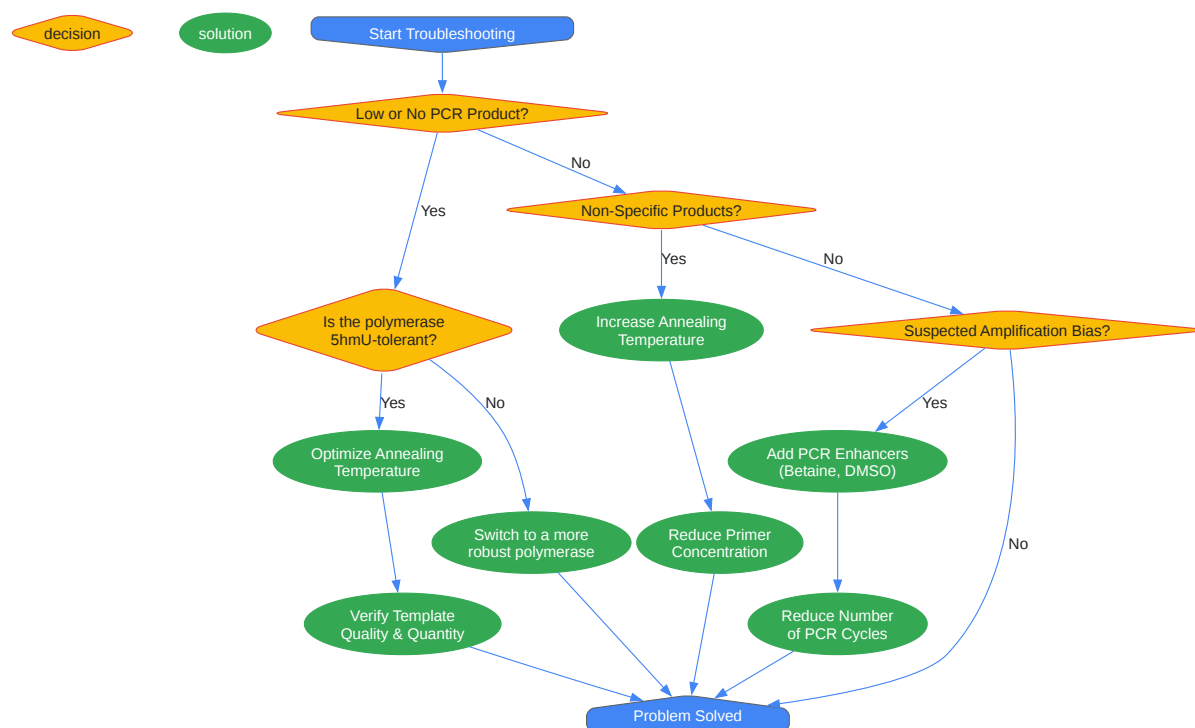 decision
solution
Start Troubleshooting
Low or No PCR Product?
No
Yes
Non-Specific Products?
Yes
No
Is the polymerase
5hmU-tolerant?
Increase Annealing
Temperature
Suspected Amplification Bias?
Yes
No
Yes
Optimize Annealing
Temperature
Add PCR Enhancers
(Betaine, DMSO)
Switch to a more
robust polymerase
Reduce Primer
Concentration
No
Verify Template
Quality & Quantity
Reduce Number
of PCR Cycles
Problem Solved